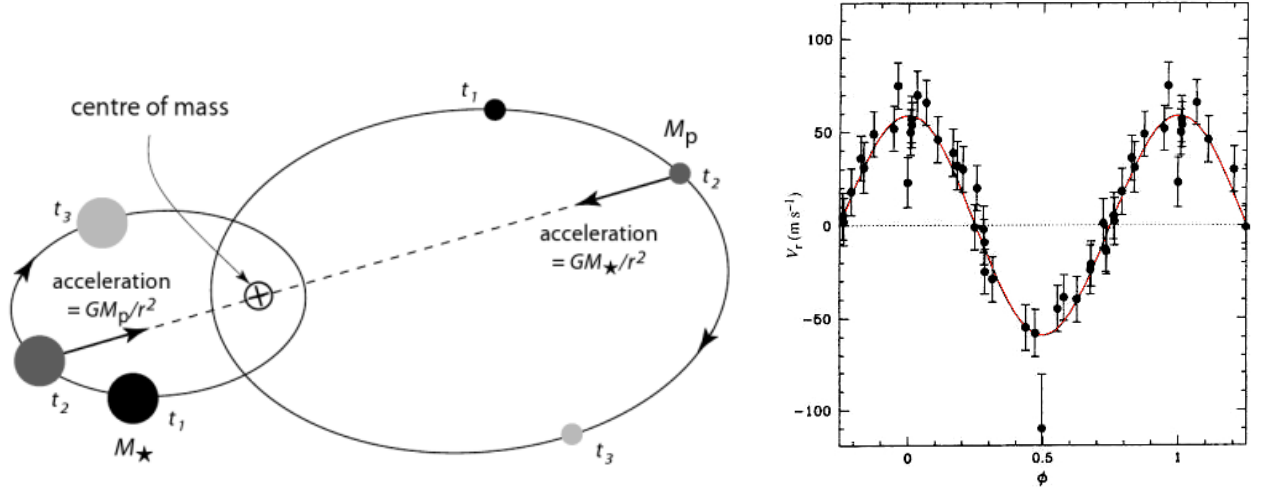 centre of mass
t₁
Mₚ
t₂
t₃
acceleration
= GM★/r²
acceleration
= GMₚ/r²
t₂
t₁
M★
t₃
100
50
0
−50
−100
Vᵣ (m s⁻¹)
0
0.5
1
ϕ